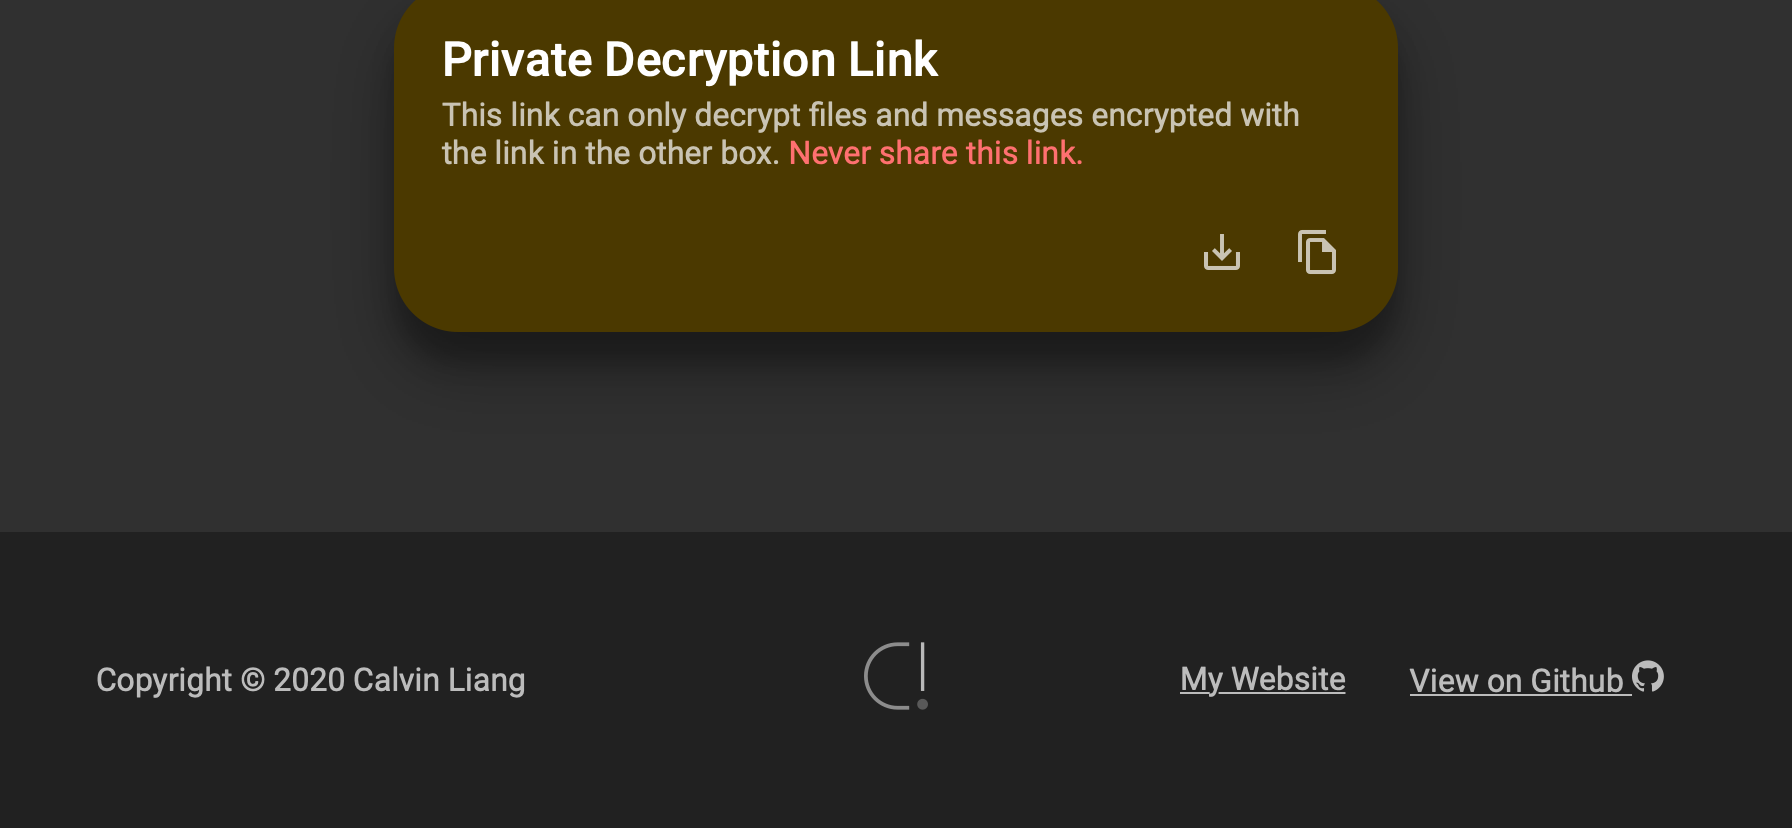 Private Decryption Link
This link can only decrypt files and messages encrypted with
the link in the other box. Never share this link.
Copyright © 2020 Calvin Liang
My Website
View on Github